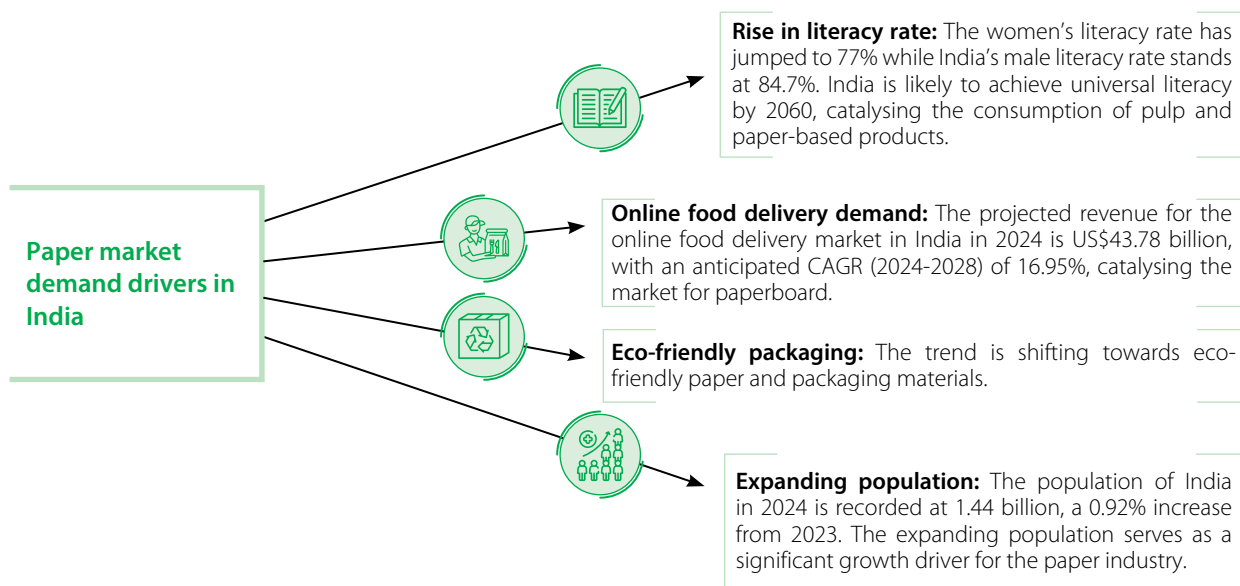 Paper market
demand drivers in
India
Rise in literacy rate: The women’s literacy rate has
jumped to 77% while India’s male literacy rate stands
at 84.7%. India is likely to achieve universal literacy
by 2060, catalysing the consumption of pulp and
paper-based products.
Online food delivery demand: The projected revenue for the
online food delivery market in India in 2024 is US$43.78 billion,
with an anticipated CAGR (2024-2028) of 16.95%, catalysing the
market for paperboard.
Eco-friendly packaging: The trend is shifting towards eco-
friendly paper and packaging materials.
Expanding population: The population of India
in 2024 is recorded at 1.44 billion, a 0.92% increase
from 2023. The expanding population serves as a
significant growth driver for the paper industry.